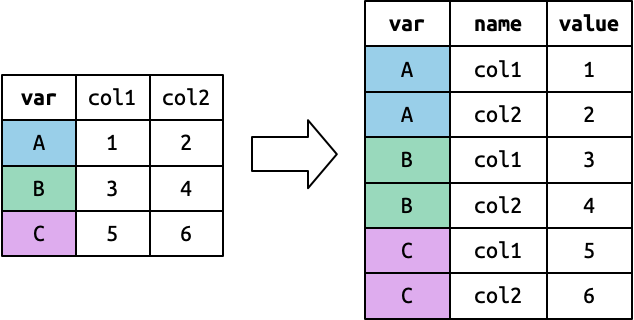 var col1 col2
A 1 2
B 3 4
C 5 6
var name value
A col1 1
A col2 2
B col1 3
B col2 4
C col1 5
C col2 6